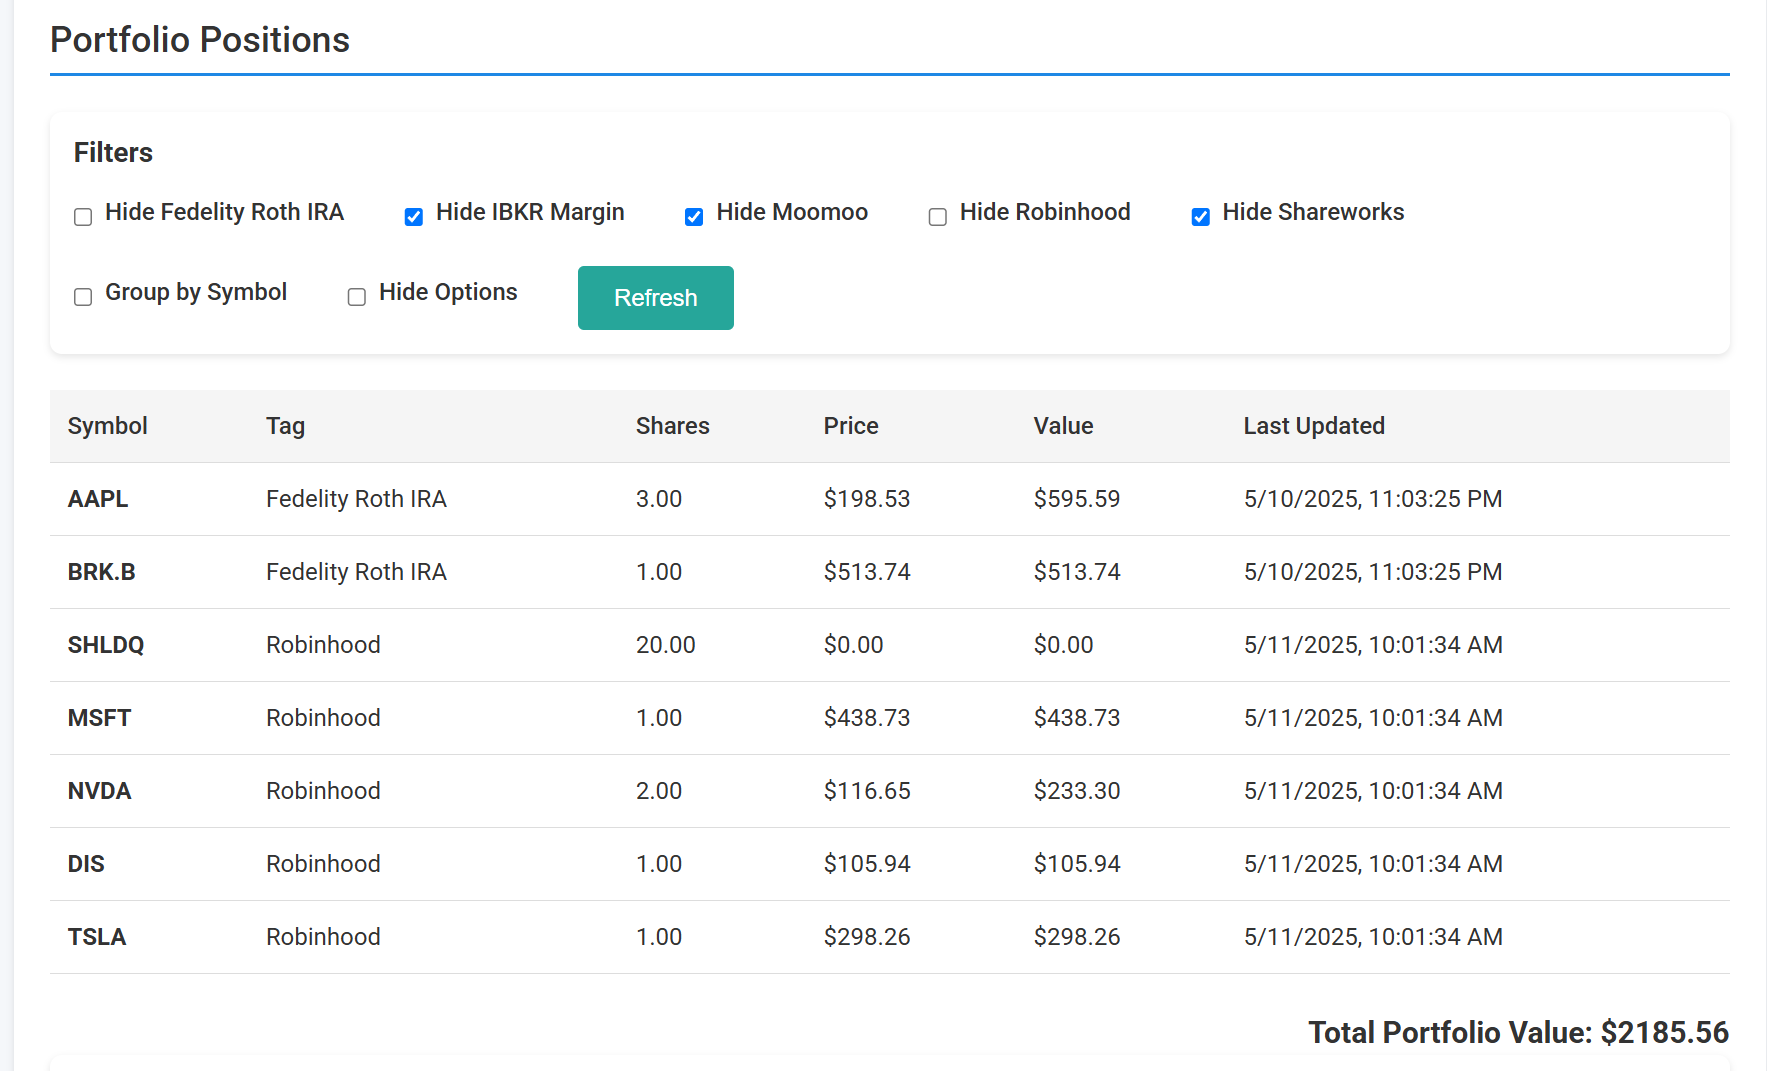 Portfolio Positions
Filters
Hide Fedelity Roth IRA Hide IBKR Margin Hide Moomoo Hide Robinhood Hide Shareworks
Group by Symbol Hide Options Refresh
Symbol Tag Shares Price Value Last Updated
AAPL Fedelity Roth IRA 3.00 $198.53 $595.59 5/10/2025, 11:03:25 PM
BRK.B Fedelity Roth IRA 1.00 $513.74 $513.74 5/10/2025, 11:03:25 PM
SHLDQ Robinhood 20.00 $0.00 $0.00 5/11/2025, 10:01:34 AM
MSFT Robinhood 1.00 $438.73 $438.73 5/11/2025, 10:01:34 AM
NVDA Robinhood 2.00 $116.65 $233.30 5/11/2025, 10:01:34 AM
DIS Robinhood 1.00 $105.94 $105.94 5/11/2025, 10:01:34 AM
TSLA Robinhood 1.00 $298.26 $298.26 5/11/2025, 10:01:34 AM
Total Portfolio Value: $2185.56